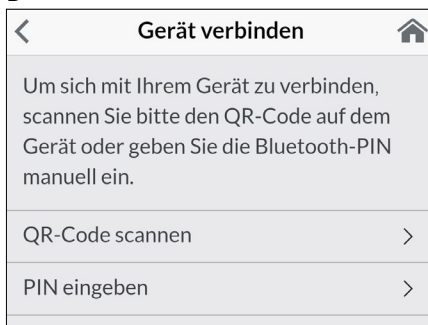 Gerät verbinden
Um sich mit Ihrem Gerät zu verbinden,
scannen Sie bitte den QR-Code auf dem
Gerät oder geben Sie die Bluetooth-PIN
manuell ein.
QR-Code scannen
PIN eingeben